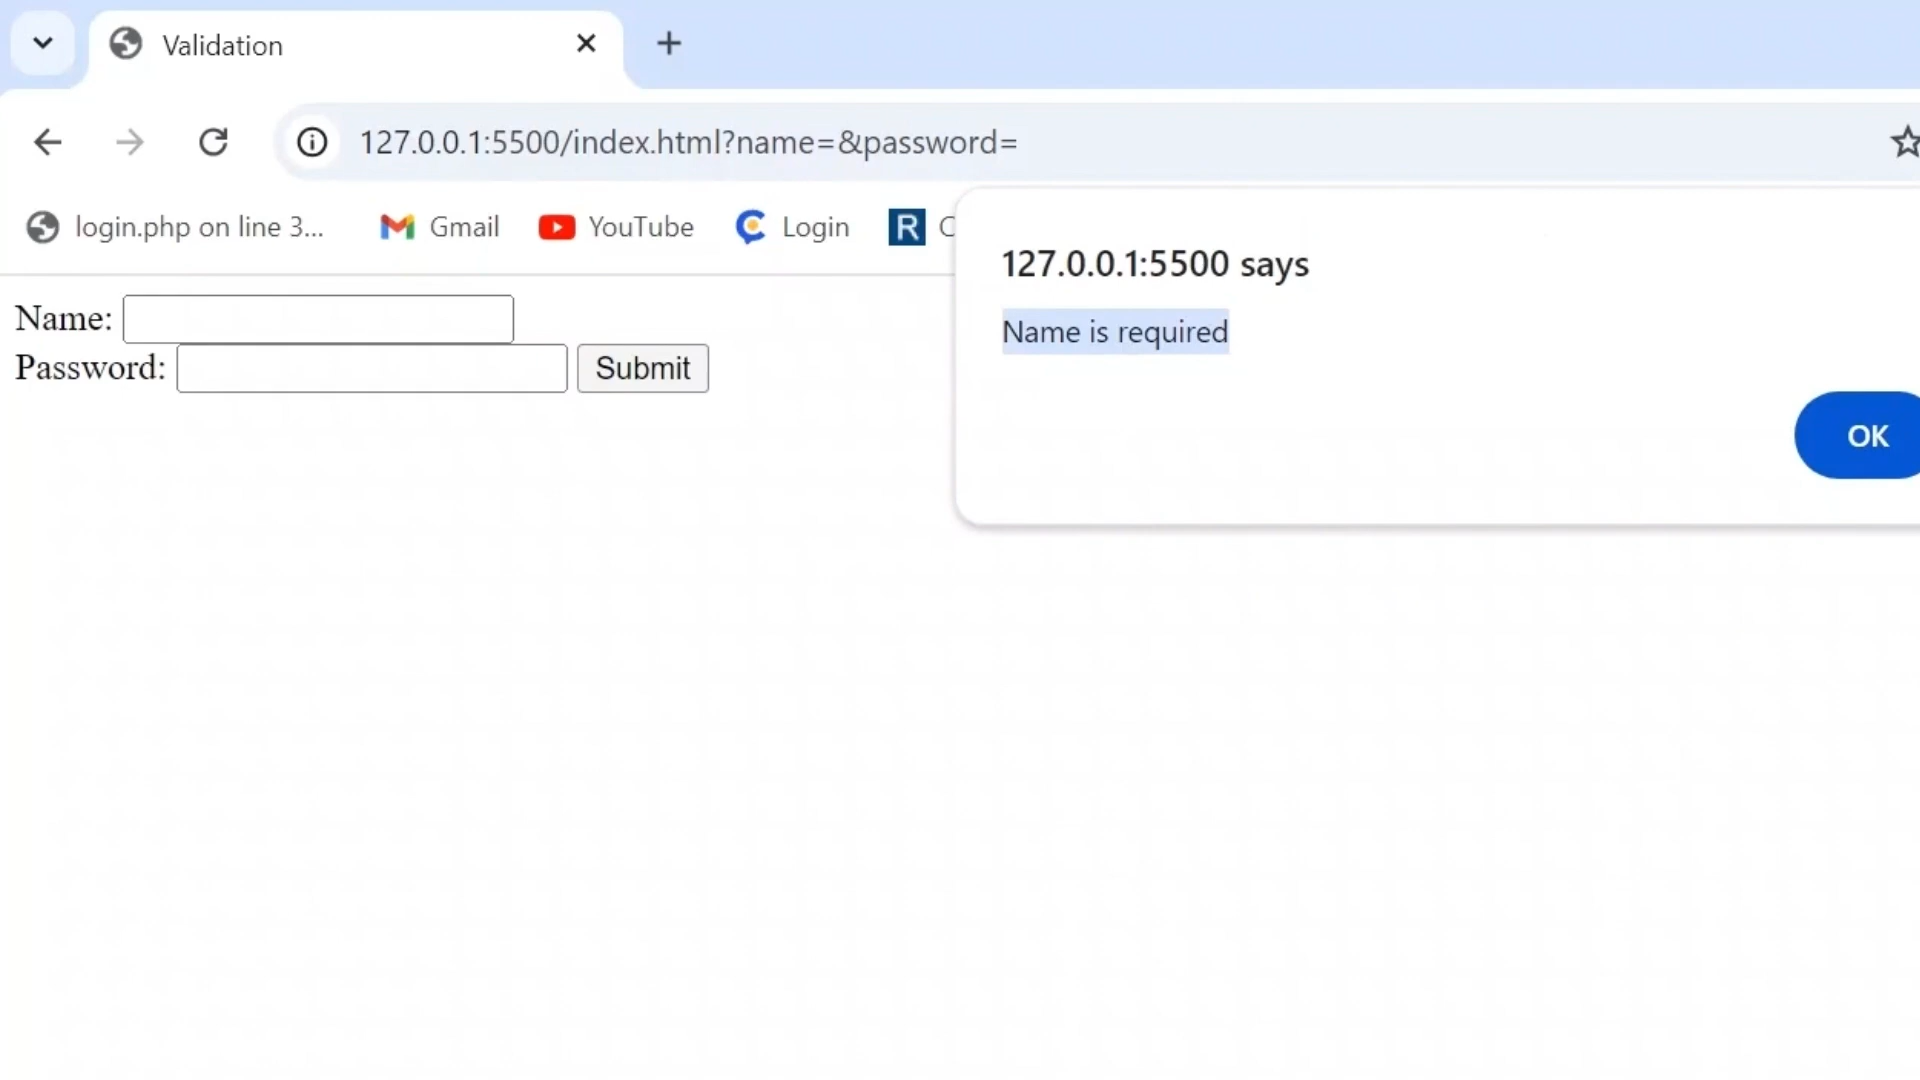 Validation
127.0.0.1:5500/index.html?name=&password=
login.php on line 3... Gmail YouTube Login R C
127.0.0.1:5500 says
Name is required
OK
Name:
Password: Submit